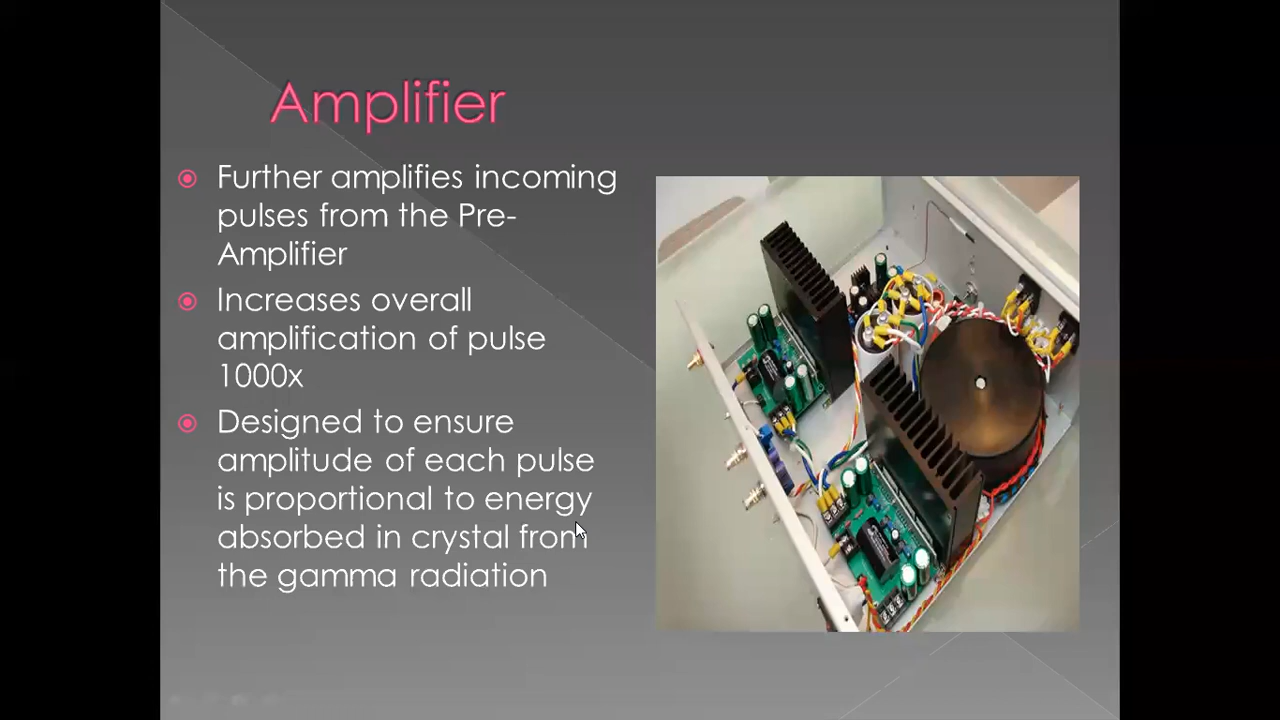 Amplifier
Further amplifies incoming
pulses from the Pre-
Amplifier
Increases overall
amplification of pulse
1000x
Designed to ensure
amplitude of each pulse
is proportional to energy
absorbed in crystal from
the gamma radiation